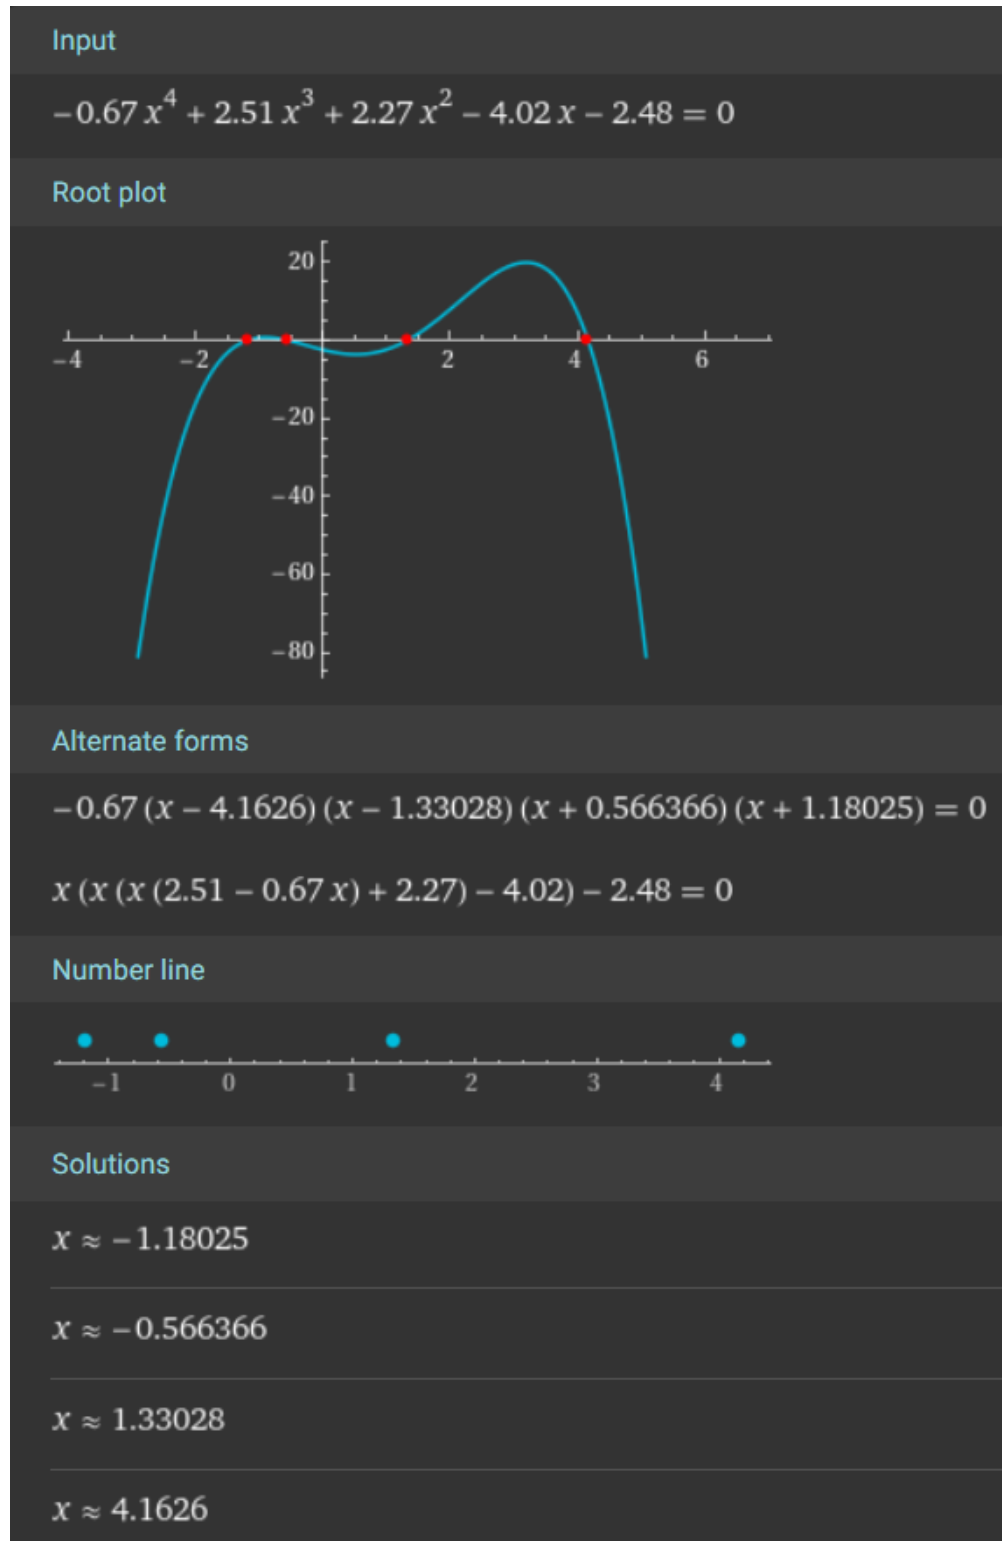 Input
−0.67 x⁴ + 2.51 x³ + 2.27 x² − 4.02 x − 2.48 = 0
Root plot
20
−4 −2 2 4 6
−20
−40
−60
−80
Alternate forms
−0.67 (x − 4.1626) (x − 1.33028) (x + 0.566366) (x + 1.18025) = 0
x (x (x (2.51 − 0.67 x) + 2.27) − 4.02) − 2.48 = 0
Number line
−1 0 1 2 3 4
Solutions
x ≈ −1.18025
x ≈ −0.566366
x ≈ 1.33028
x ≈ 4.1626